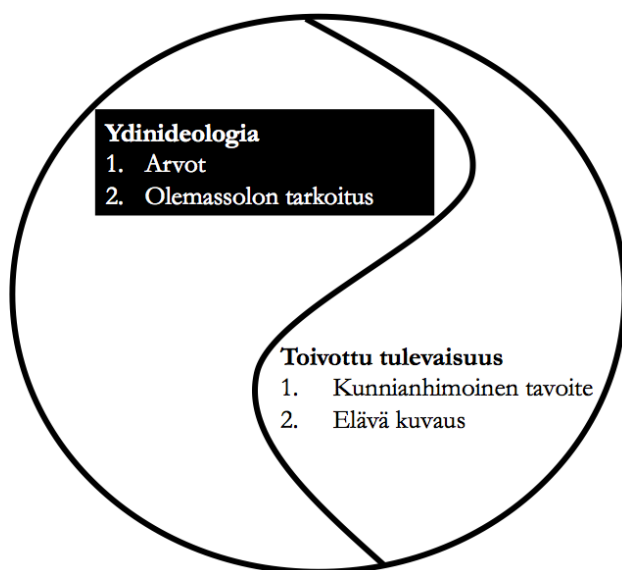 Ydinideologia
1. Arvot
2. Olemassolon tarkoitus
Toivottu tulevaisuus
1. Kunnianhimoinen tavoite
2. Elävä kuvaus